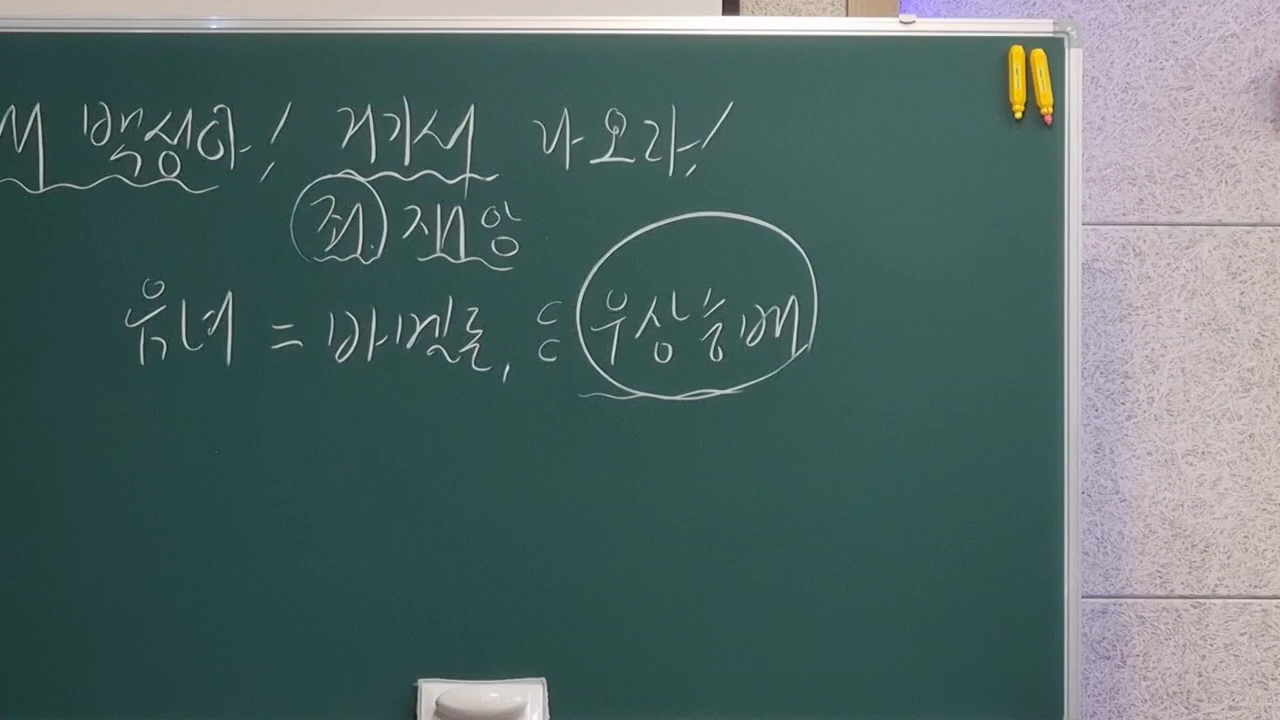 내 백성아! 거기서 나오라!
죄 재앙
음녀 = 바벨론, 우상숭배